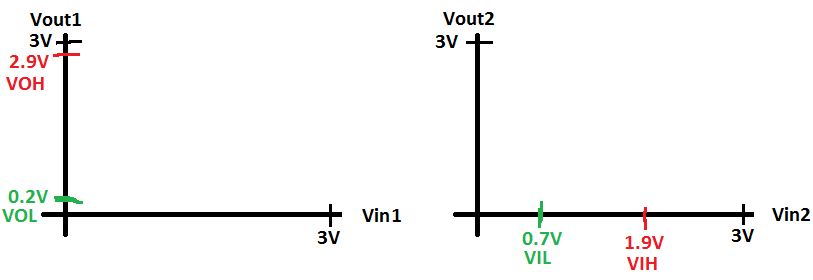 Vout1
3V
2.9V
VOH
0.2V
VOL
Vin1
3V
Vout2
3V
Vin2
0.7V
VIL
1.9V
VIH
3V